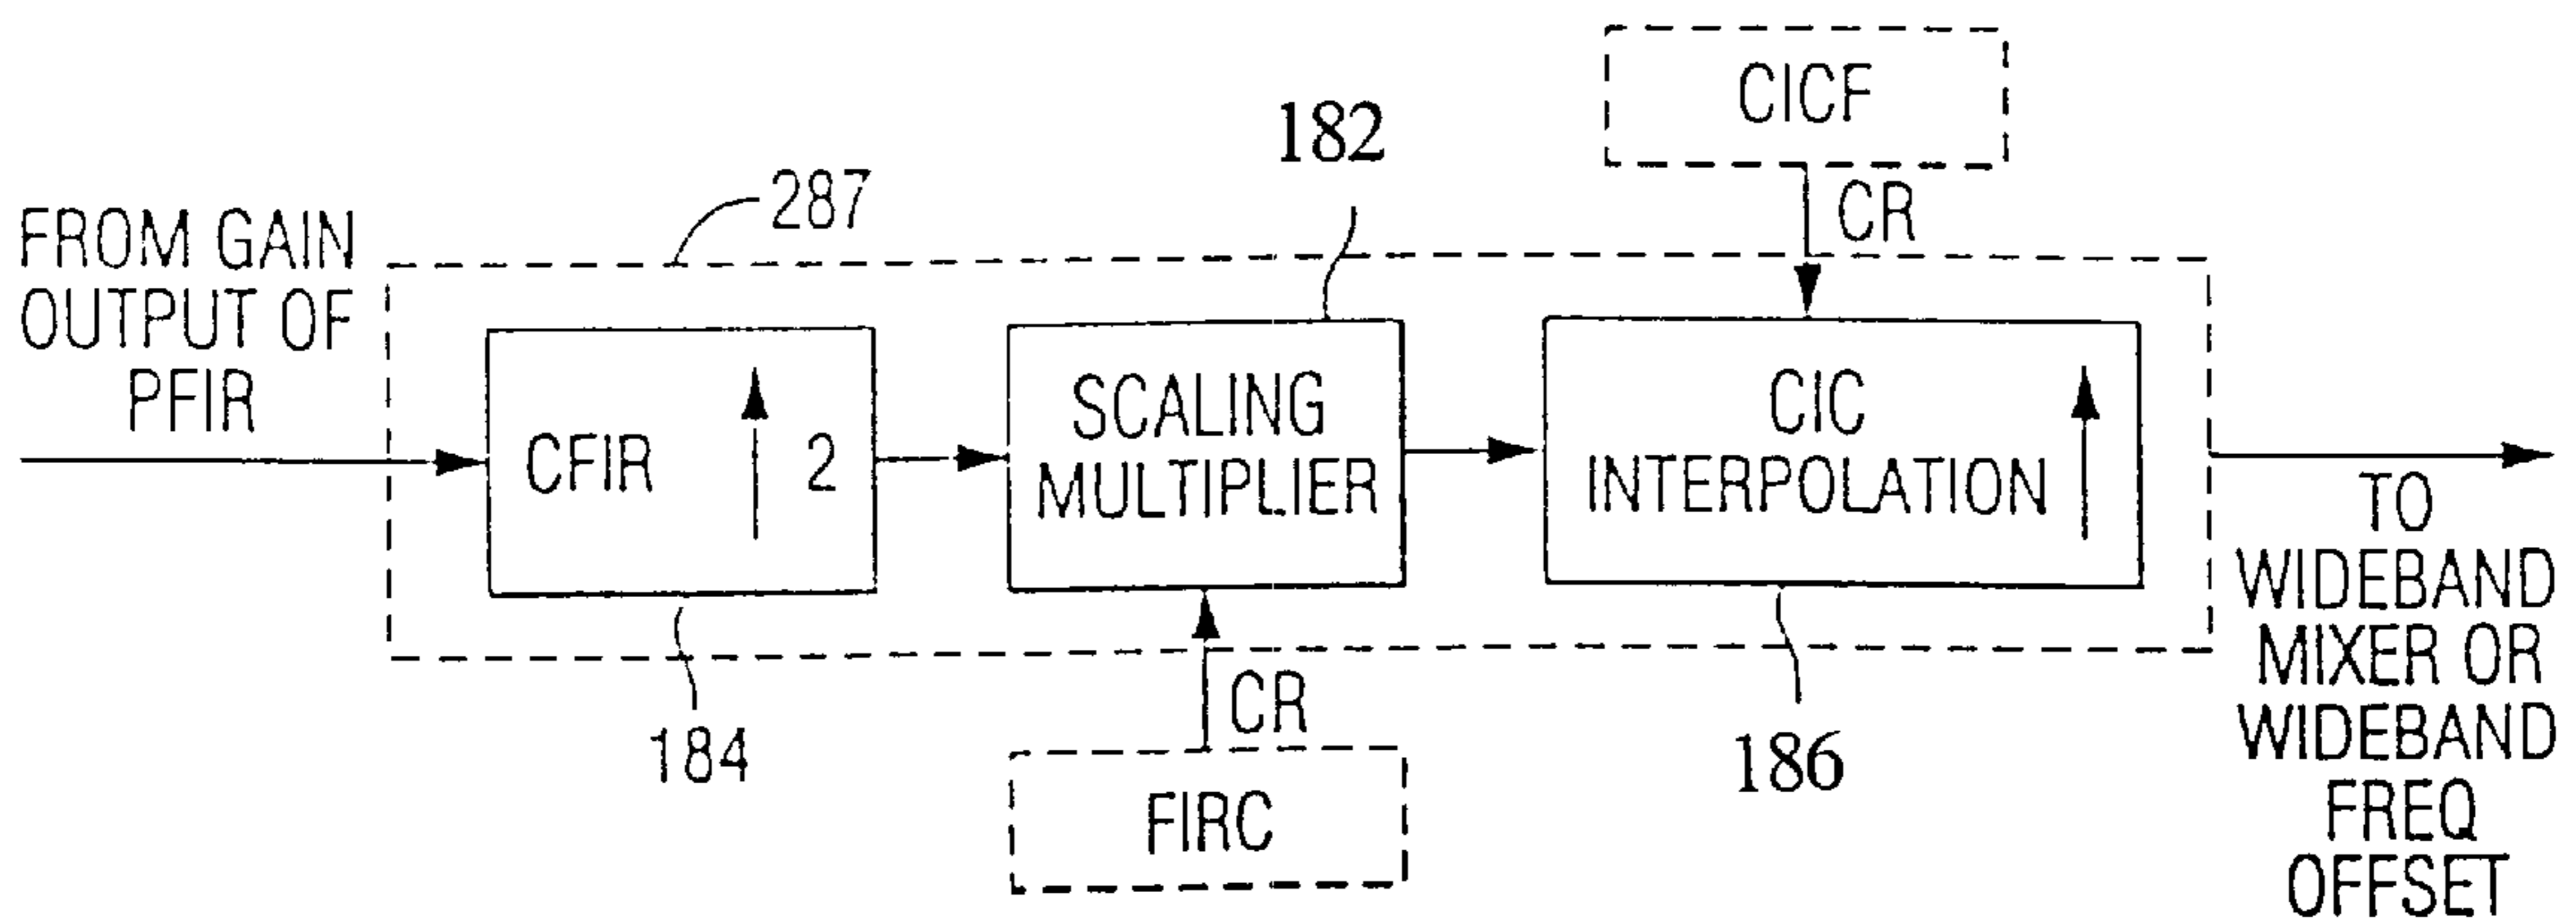 CICF
CR
182
287
FROM GAIN
OUTPUT OF
PFIR
CFIR 2
SCALING
MULTIPLIER
CIC
INTERPOLATION
TO
WIDEBAND
MIXER OR
WIDEBAND
FREQ
OFFSET
184
CR
FIRC
186